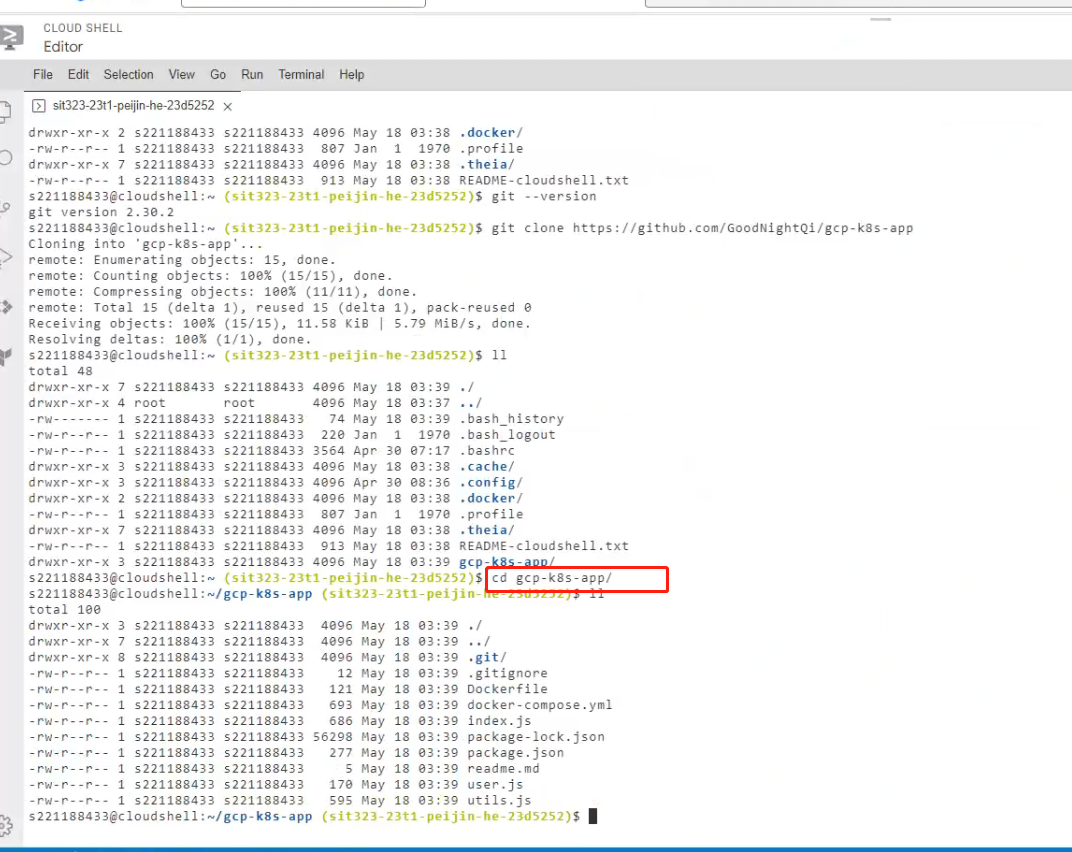 CLOUD SHELL
Editor
File Edit Selection View Go Run Terminal Help
sit323-23t1-peijin-he-23d5252
drwxr-xr-x 2 s221188433 s221188433 4096 May 18 03:38 .docker/
-rw-r--r-- 1 s221188433 s221188433 807 Jan 1 1970 .profile
drwxr-xr-x 7 s221188433 s221188433 4096 May 18 03:38 .theia/
-rw-r--r-- 1 s221188433 s221188433 913 May 18 03:38 README-cloudshell.txt
s221188433@cloudshell:~ (sit323-23t1-peijin-he-23d5252)$ git --version
git version 2.30.2
s221188433@cloudshell:~ (sit323-23t1-peijin-he-23d5252)$ git clone https://github.com/GoodNightQi/gcp-k8s-app
Cloning into 'gcp-k8s-app'...
remote: Enumerating objects: 15, done.
remote: Counting objects: 100% (15/15), done.
remote: Compressing objects: 100% (11/11), done.
remote: Total 15 (delta 1), reused 15 (delta 1), pack-reused 0
Receiving objects: 100% (15/15), 11.58 KiB | 5.79 MiB/s, done.
Resolving deltas: 100% (1/1), done.
s221188433@cloudshell:~ (sit323-23t1-peijin-he-23d5252)$ ll
total 48
drwxr-xr-x 7 s221188433 s221188433 4096 May 18 03:39 ./
drwxr-xr-x 4 root root 4096 May 18 03:37 ../
-rw------- 1 s221188433 s221188433 74 May 18 03:39 .bash_history
-rw-r--r-- 1 s221188433 s221188433 220 Jan 1 1970 .bash_logout
-rw-r--r-- 1 s221188433 s221188433 3564 Apr 30 07:17 .bashrc
drwxr-xr-x 3 s221188433 s221188433 4096 May 18 03:38 .cache/
drwxr-xr-x 3 s221188433 s221188433 4096 Apr 30 08:36 .config/
drwxr-xr-x 2 s221188433 s221188433 4096 May 18 03:38 .docker/
-rw-r--r-- 1 s221188433 s221188433 807 Jan 1 1970 .profile
drwxr-xr-x 7 s221188433 s221188433 4096 May 18 03:38 .theia/
-rw-r--r-- 1 s221188433 s221188433 913 May 18 03:38 README-cloudshell.txt
drwxr-xr-x 3 s221188433 s221188433 4096 May 18 03:39 gcp-k8s-app/
s221188433@cloudshell:~ (sit323-23t1-peijin-he-23d5252)$ cd gcp-k8s-app/
s221188433@cloudshell:~/gcp-k8s-app (sit323-23t1-peijin-he-23d5252)$ ll
total 100
drwxr-xr-x 3 s221188433 s221188433 4096 May 18 03:39 ./
drwxr-xr-x 7 s221188433 s221188433 4096 May 18 03:39 ../
drwxr-xr-x 8 s221188433 s221188433 4096 May 18 03:39 .git/
-rw-r--r-- 1 s221188433 s221188433 12 May 18 03:39 .gitignore
-rw-r--r-- 1 s221188433 s221188433 121 May 18 03:39 Dockerfile
-rw-r--r-- 1 s221188433 s221188433 693 May 18 03:39 docker-compose.yml
-rw-r--r-- 1 s221188433 s221188433 686 May 18 03:39 index.js
-rw-r--r-- 1 s221188433 s221188433 56298 May 18 03:39 package-lock.json
-rw-r--r-- 1 s221188433 s221188433 277 May 18 03:39 package.json
-rw-r--r-- 1 s221188433 s221188433 5 May 18 03:39 readme.md
-rw-r--r-- 1 s221188433 s221188433 170 May 18 03:39 user.js
-rw-r--r-- 1 s221188433 s221188433 595 May 18 03:39 utils.js
s221188433@cloudshell:~/gcp-k8s-app (sit323-23t1-peijin-he-23d5252)$